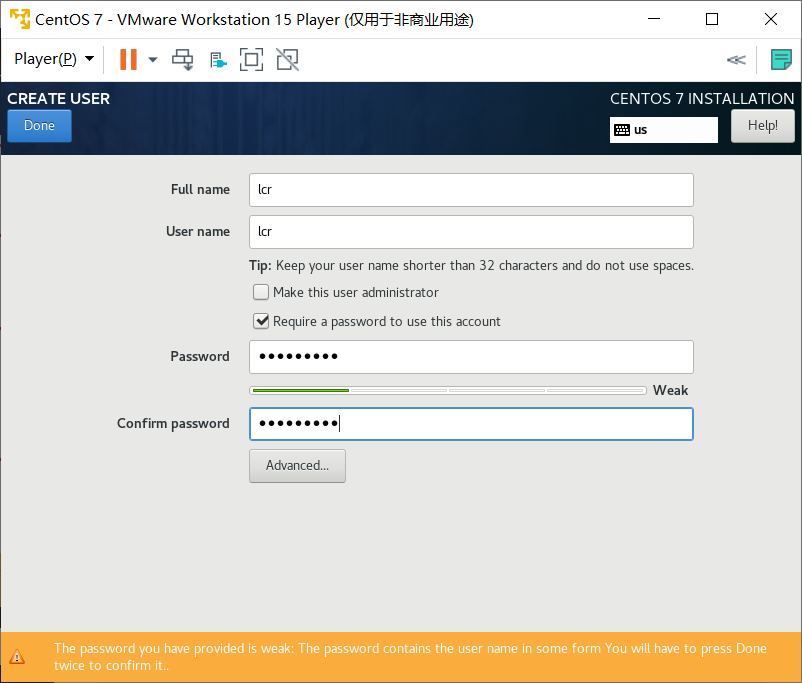 CentOS 7 - VMware Workstation 15 Player (仅用于非商业用途)
Player(P)
CREATE USER
CENTOS 7 INSTALLATION
Done
us
Help!
Full name
lcr
User name
lcr
Tip: Keep your user name shorter than 32 characters and do not use spaces.
Make this user administrator
Require a password to use this account
Password
●●●●●●●●●
Weak
Confirm password
●●●●●●●●●
Advanced...
The password you have provided is weak: The password contains the user name in some form You will have to press Done
twice to confirm it..